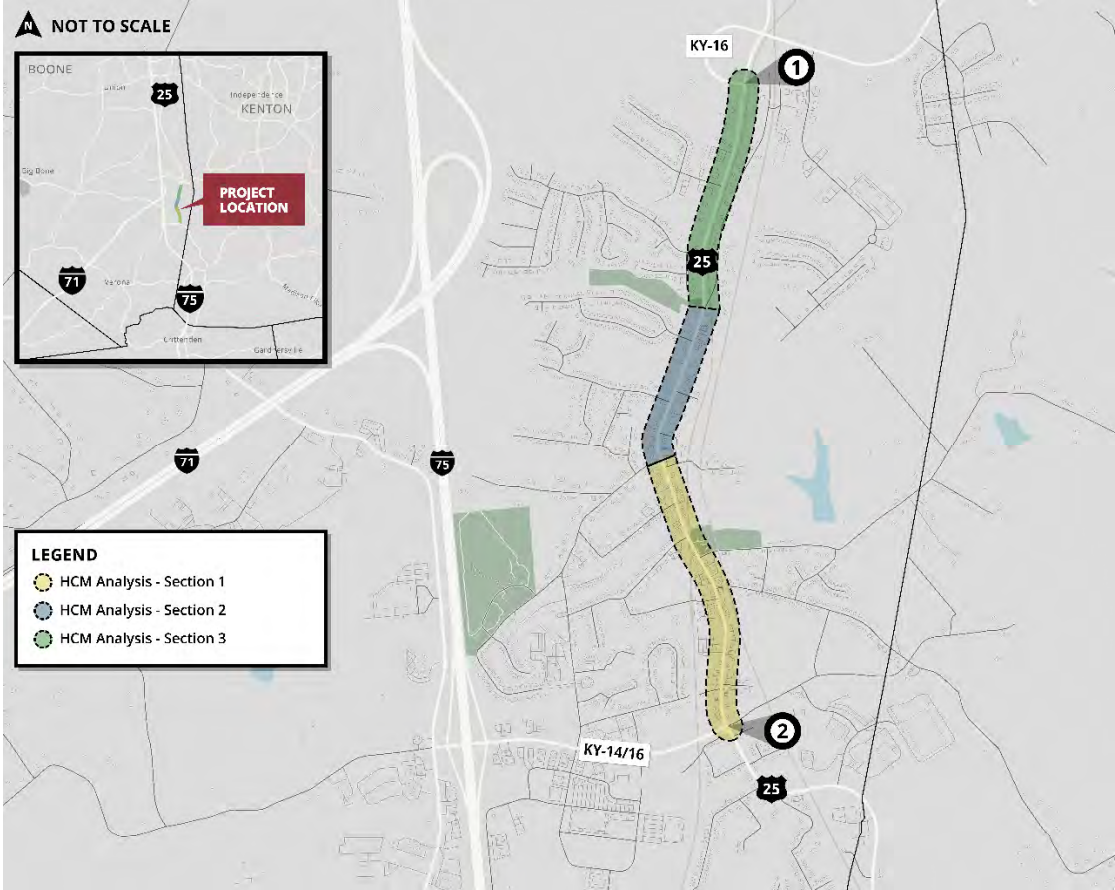 N NOT TO SCALE
BOONE
Union
25
Independence
KENTON
Big Bone
PROJECT
LOCATION
71
Verona
75
Crittenden
KY-16
1
25
71
75
LEGEND
HCM Analysis - Section 1
HCM Analysis - Section 2
HCM Analysis - Section 3
2
KY-14/16
25